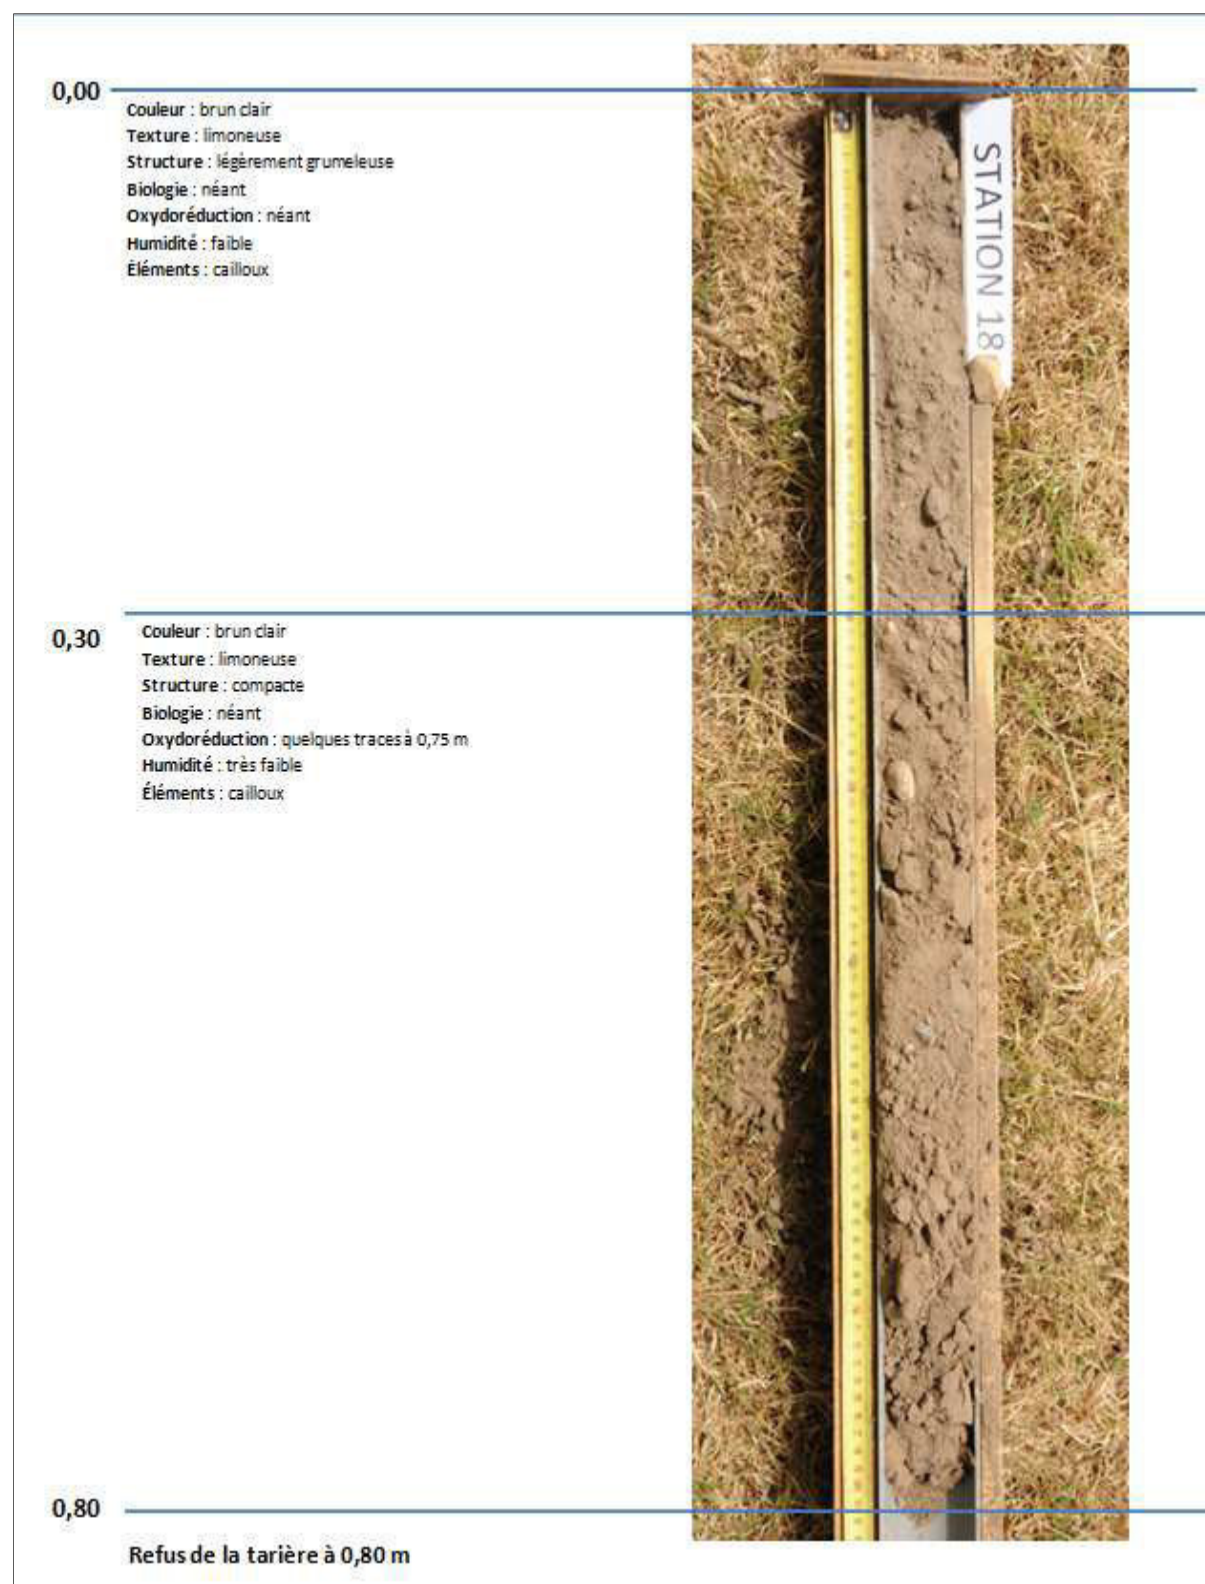 0,00
Couleur : brun clair
Texture : limoneuse
Structure : légèrement grumeleuse
Biologie : néant
Oxydoréduction : néant
Humidité : faible
Éléments : cailloux
STATION 18
0,30
Couleur : brun clair
Texture : limoneuse
Structure : compacte
Biologie : néant
Oxydoréduction : quelques traces à 0,75 m
Humidité : très faible
Éléments : cailloux
0,80
Refus de la tarière à 0,80 m